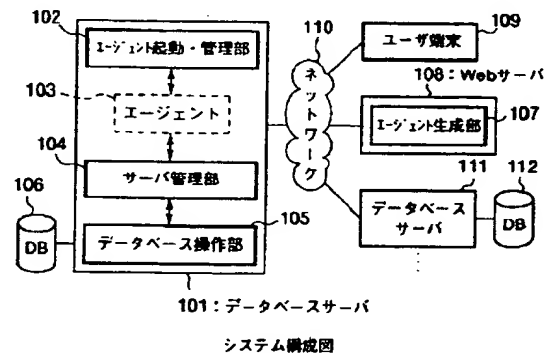 102
エージェント起動・管理部
103
エージェント
104
サーバ管理部
106
DB
105
データベース操作部
101：データベースサーバ
110
ネットワーク
109
ユーザ端末
108：Webサーバ
エージェント生成部
107
111
データベース
サーバ
112
DB
システム構成図